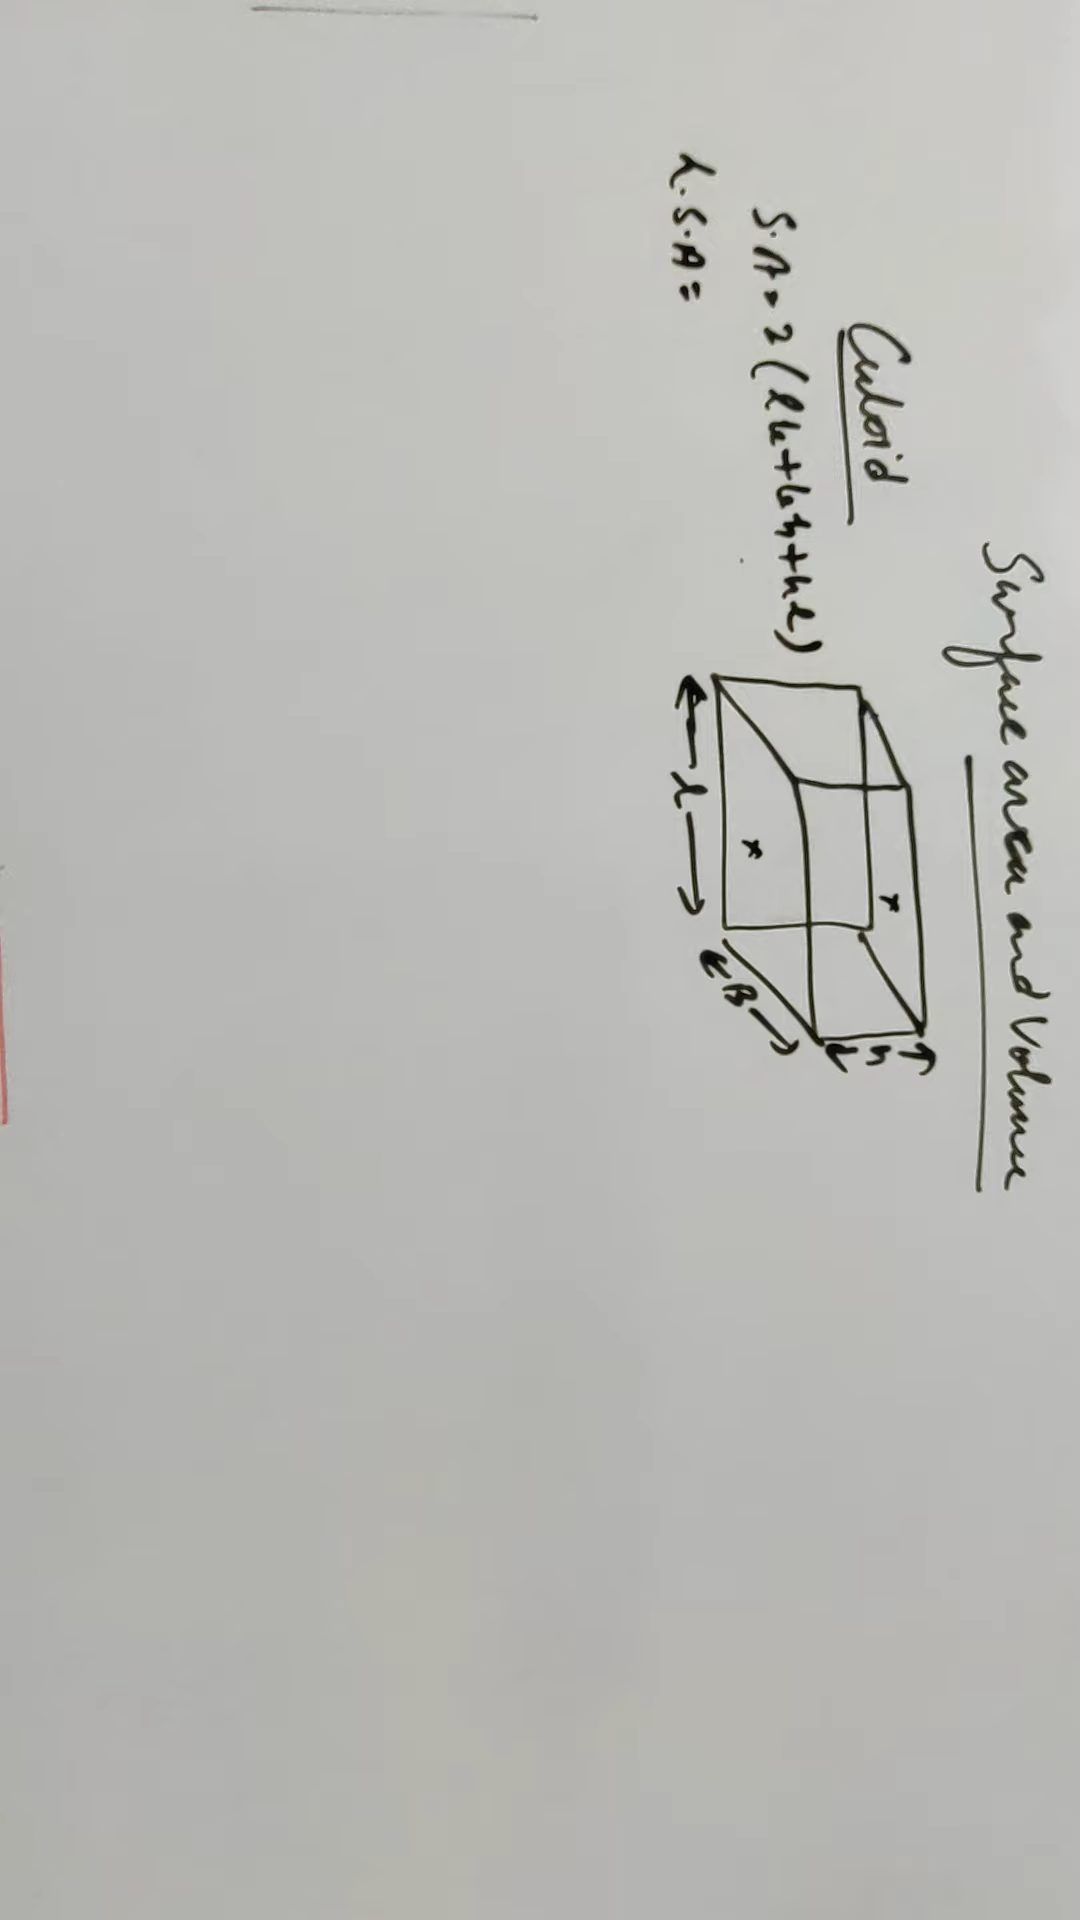 Surface area and Volume
Cuboid
S.A = 2(lb+bh+hl)
L.S.A =
x
x
h
B
l